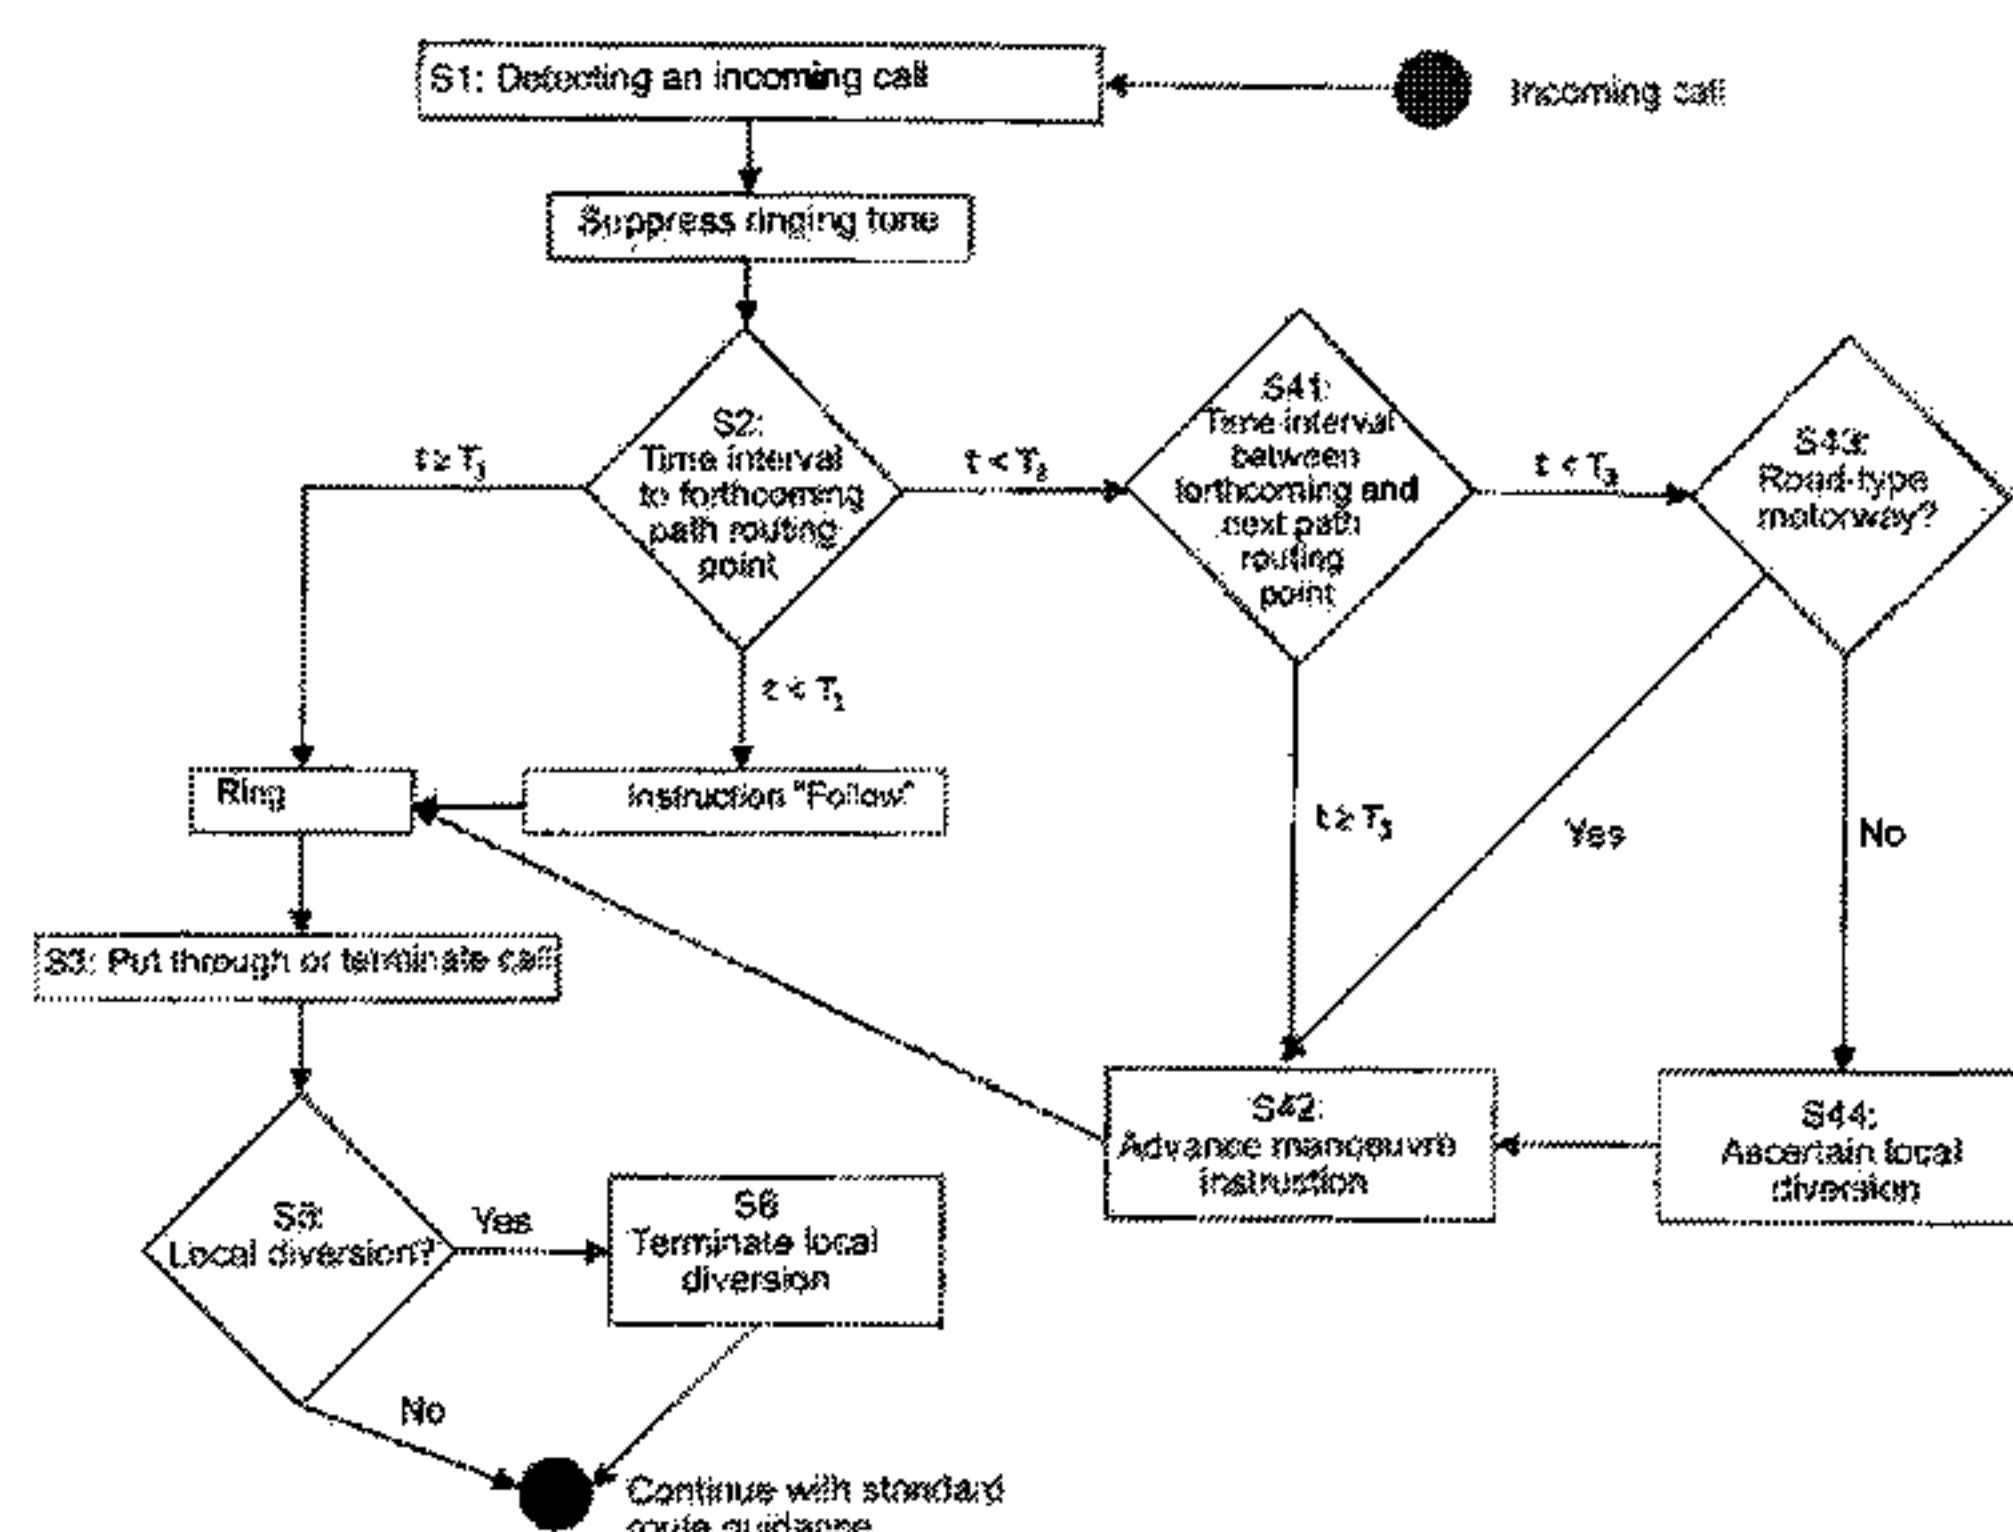 S1: Detecting an incoming call
Incoming call
Suppress ringing tone
S2:
Time interval
to forthcoming
path routing
point
t ≥ T₁
t < T₂
t < T₁
S41:
Time interval
between
forthcoming and
next path
routing
point
t < T₃
t ≥ T₃
S43:
Road-type
motorway?
Yes
No
Ring
Instruction "Follow"
S3: Put through or terminate call
S42:
Advance manoeuvre
instruction
S44:
Ascertain local
diversion
S5:
Local diversion?
Yes
No
S6
Terminate local
diversion
Continue with standard
route guidance